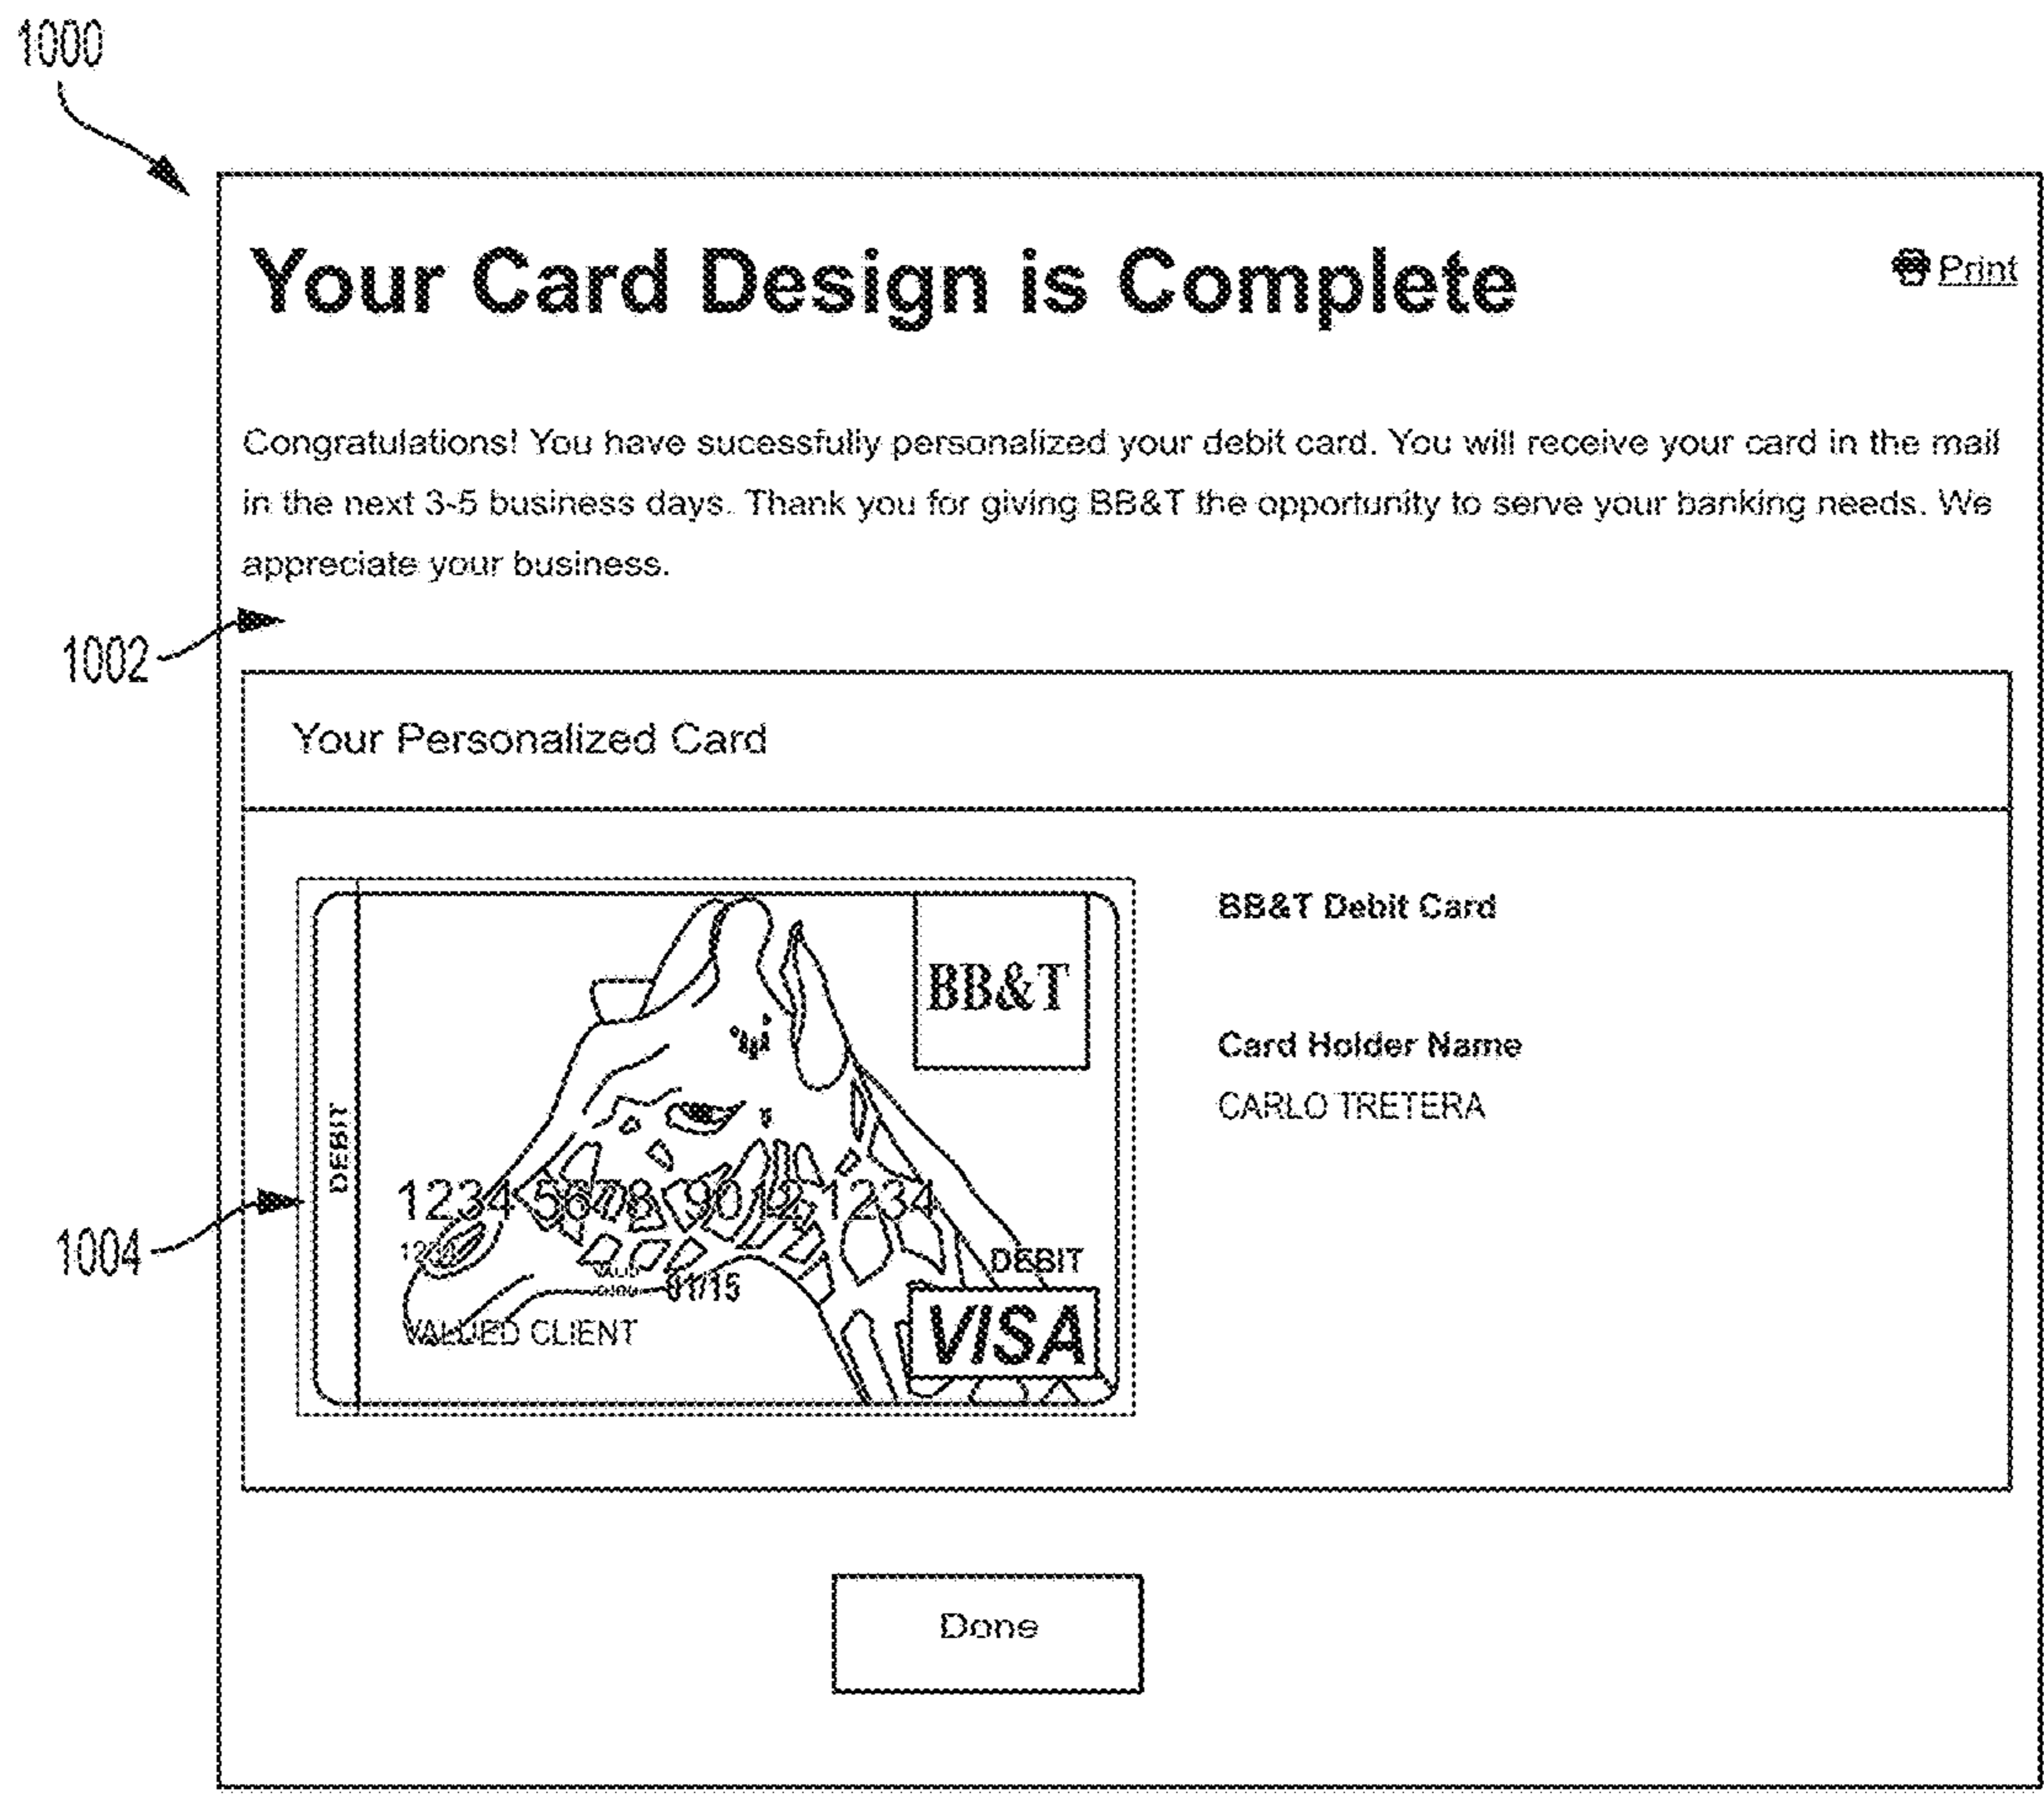 1000
Your Card Design is Complete
Print
Congratulations! You have sucessfully personalized your debit card. You will receive your card in the mail
in the next 3-5 business days. Thank you for giving BB&T the opportunity to serve your banking needs. We
appreciate your business.
1002
Your Personalized Card
BB&T Debit Card
BB&T
Card Holder Name
CARLO TRETERA
DEBIT
1234 5678 9012 1234
1004
1234
DEBIT
01/15
VALUED CLIENT
VISA
Done